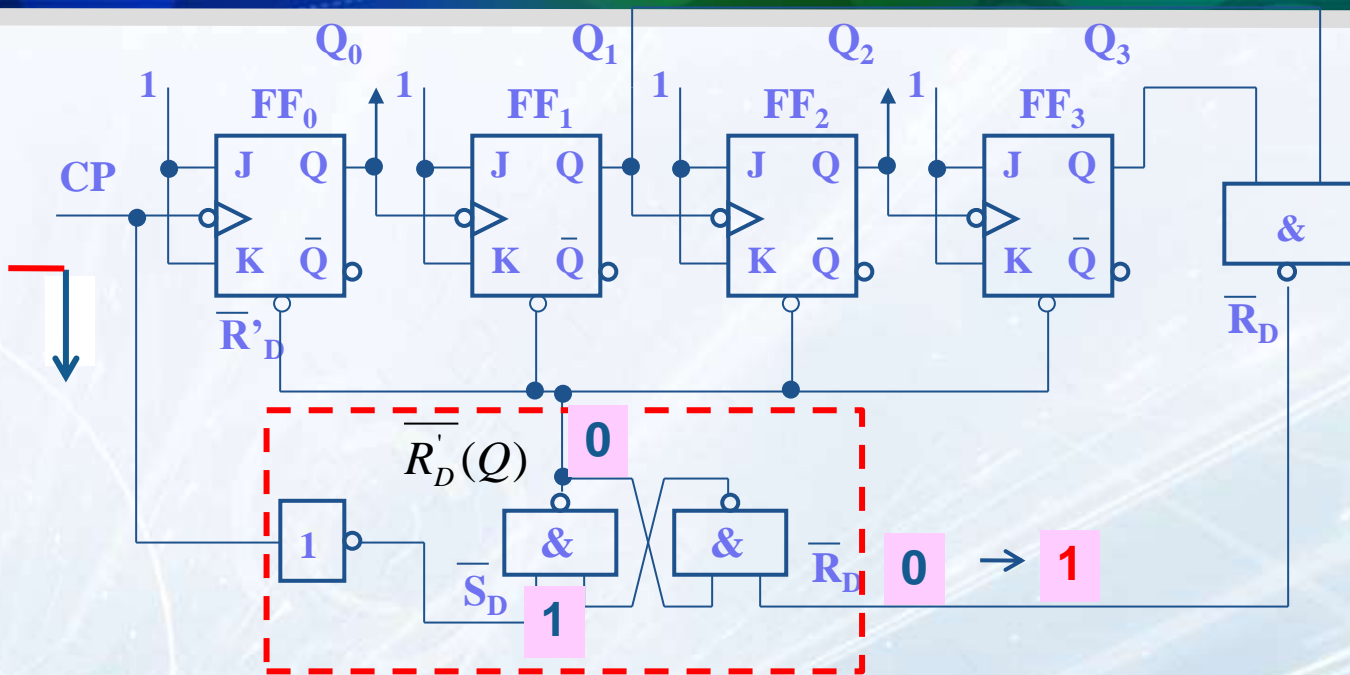 Q₀ Q₁ Q₂ Q₃
1 FF₀ 1 FF₁ 1 FF₂ 1 FF₃
CP J Q J Q J Q J Q
&
K Q̅ K Q̅ K Q̅ K Q̅
R̅'D R̅D
R̅'D(Q) 0
1 & & R̅D 0 → 1
S̅D 1